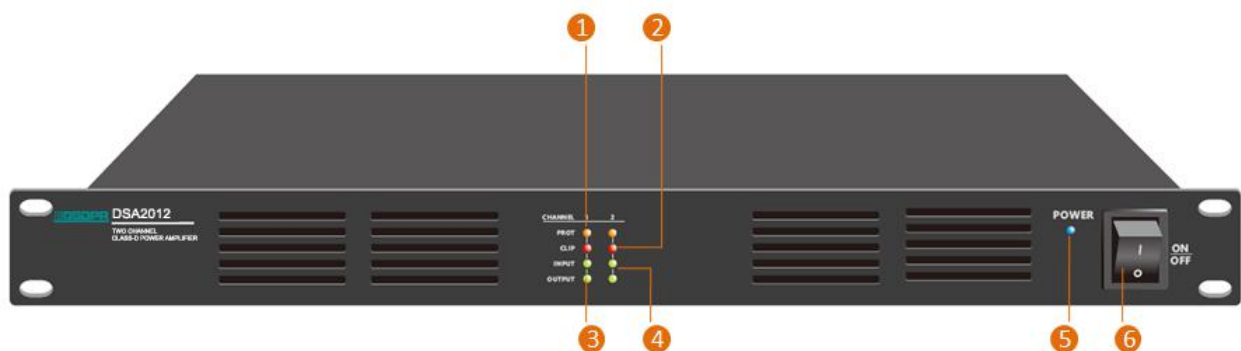 1 2
DSPPA DSA2012
TWO CHANNEL
CLASS-D POWER AMPLIFIER
CHANNEL 1 2
PROT
CLIP
INPUT
OUTPUT
POWER
I
O
ON
OFF
3 4 5 6